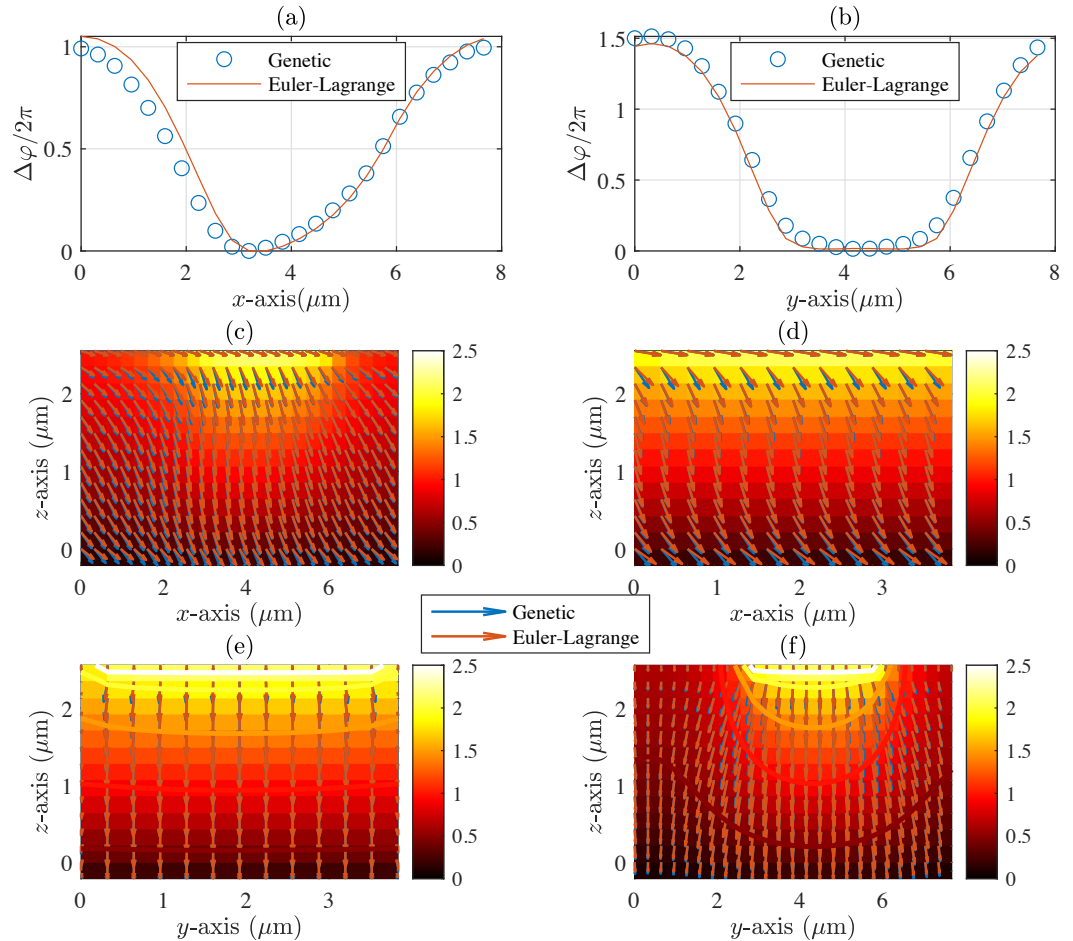 (a)
Δφ/2π
1
0.5
0
Genetic
Euler-Lagrange
0 2 4 6 8
x-axis(μm)
(b)
Δφ/2π
1.5
1
0.5
0
Genetic
Euler-Lagrange
0 2 4 6 8
y-axis(μm)
(c)
z-axis (μm)
2
1
0
0 2 4 6
x-axis (μm)
2.5
2
1.5
1
0.5
0
(d)
z-axis (μm)
2
1
0
0 1 2 3
x-axis (μm)
2.5
2
1.5
1
0.5
0
Genetic
Euler-Lagrange
(e)
z-axis (μm)
2
1
0
0 1 2 3
y-axis (μm)
2.5
2
1.5
1
0.5
0
(f)
z-axis (μm)
2
1
0
0 2 4 6
y-axis (μm)
2.5
2
1.5
1
0.5
0